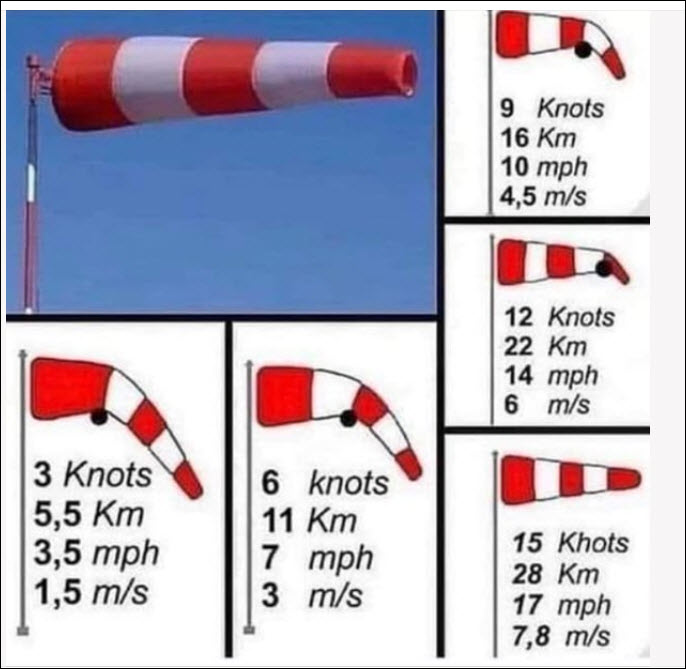 9 Knots
16 Km
10 mph
4,5 m/s
12 Knots
22 Km
14 mph
6 m/s
3 Knots
5,5 Km
3,5 mph
1,5 m/s
6 knots
11 Km
7 mph
3 m/s
15 Khots
28 Km
17 mph
7,8 m/s